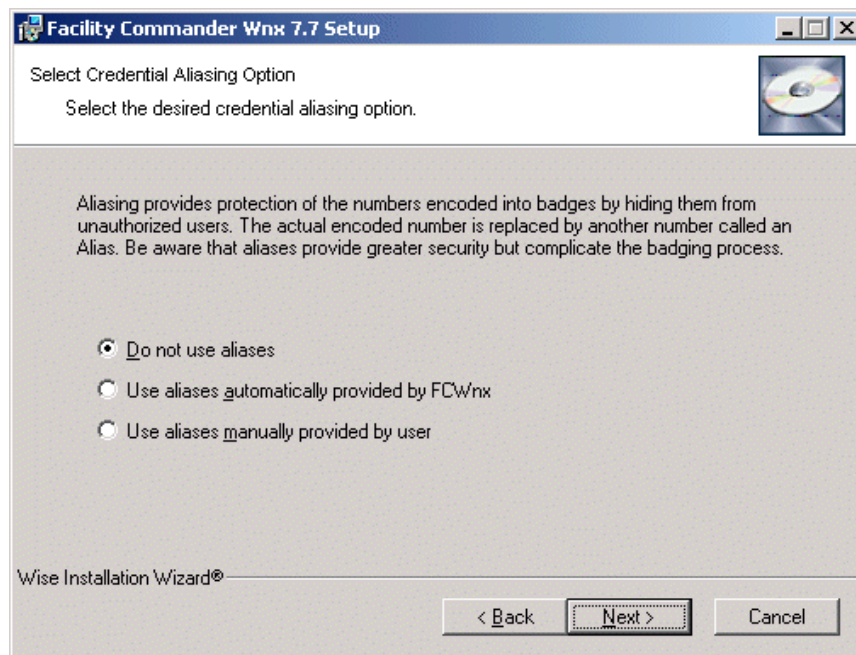 Facility Commander Wnx 7.7 Setup
Select Credential Aliasing Option
Select the desired credential aliasing option.
Aliasing provides protection of the numbers encoded into badges by hiding them from
unauthorized users. The actual encoded number is replaced by another number called an
Alias. Be aware that aliases provide greater security but complicate the badging process.
Do not use aliases
Use aliases automatically provided by FCWnx
Use aliases manually provided by user
Wise Installation Wizard®
< Back
Next >
Cancel